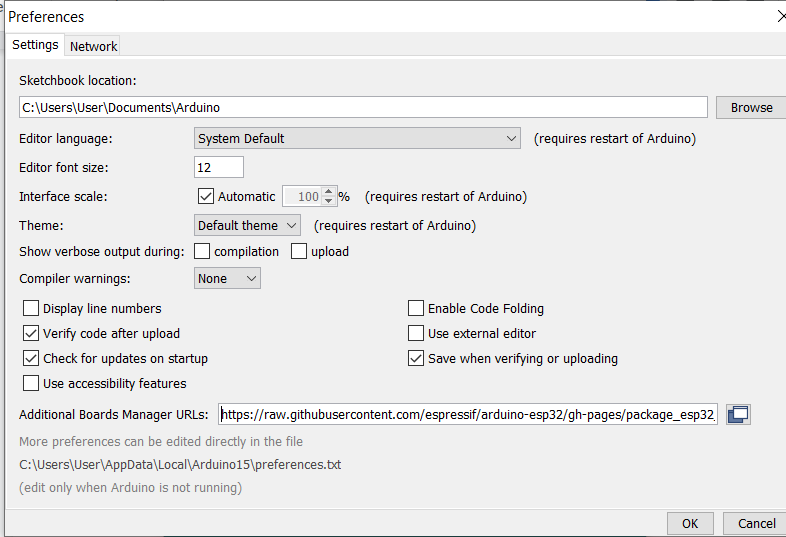 Preferences
Settings Network
Sketchbook location:
C:\Users\User\Documents\Arduino Browse
Editor language: System Default (requires restart of Arduino)
Editor font size: 12
Interface scale: Automatic 100 % (requires restart of Arduino)
Theme: Default theme (requires restart of Arduino)
Show verbose output during: compilation upload
Compiler warnings: None
Display line numbers Enable Code Folding
Verify code after upload Use external editor
Check for updates on startup Save when verifying or uploading
Use accessibility features
Additional Boards Manager URLs: https://raw.githubusercontent.com/espressif/arduino-esp32/gh-pages/package_esp32_
More preferences can be edited directly in the file
C:\Users\User\AppData\Local\Arduino15\preferences.txt
(edit only when Arduino is not running)
OK Cancel